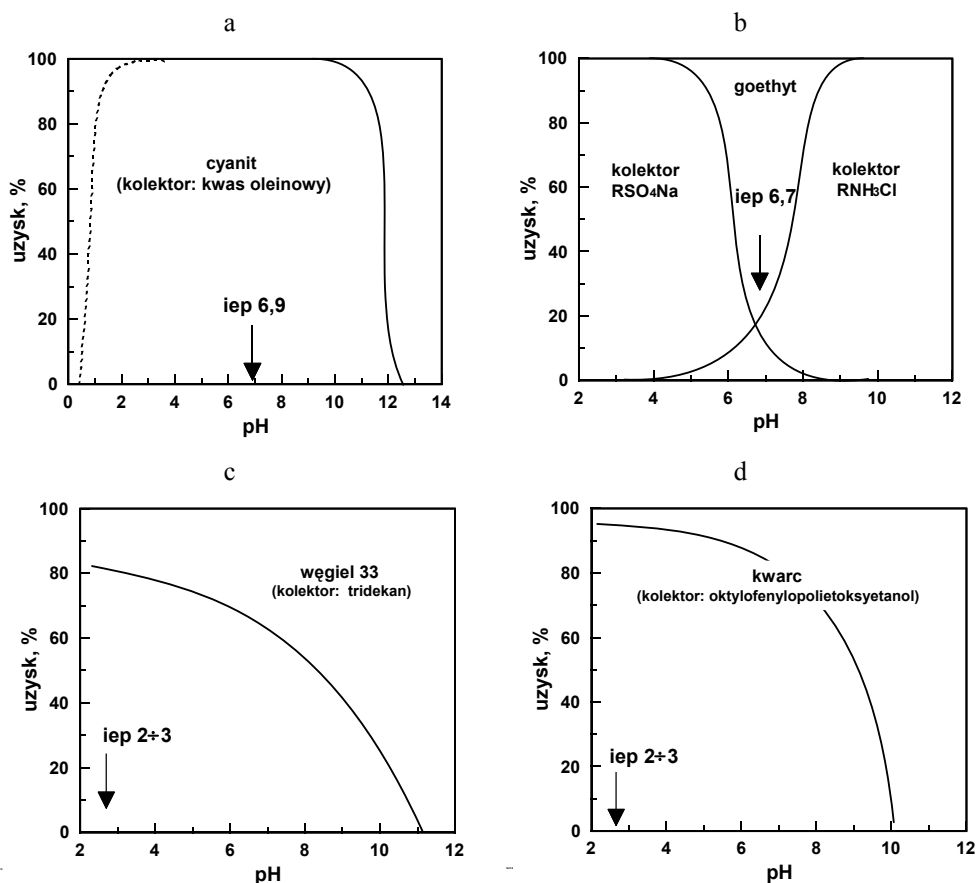 a
100
80
60
40
20
0
uzysk, %
cyanit
(kolektor: kwas oleinowy)
iep 6,9
0 2 4 6 8 10 12 14
pH
b
100
80
60
40
20
0
uzysk, %
goethyt
kolektor
RSO4Na
kolektor
RNH3Cl
iep 6,7
2 4 6 8 10 12
pH
c
100
80
60
40
20
0
uzysk, %
węgiel 33
(kolektor: tridekan)
iep 2÷3
2 4 6 8 10 12
pH
d
100
80
60
40
20
0
uzysk, %
kwarc
(kolektor: oktylofenylopolietoksyetanol)
iep 2÷3
2 4 6 8 10 12
pH